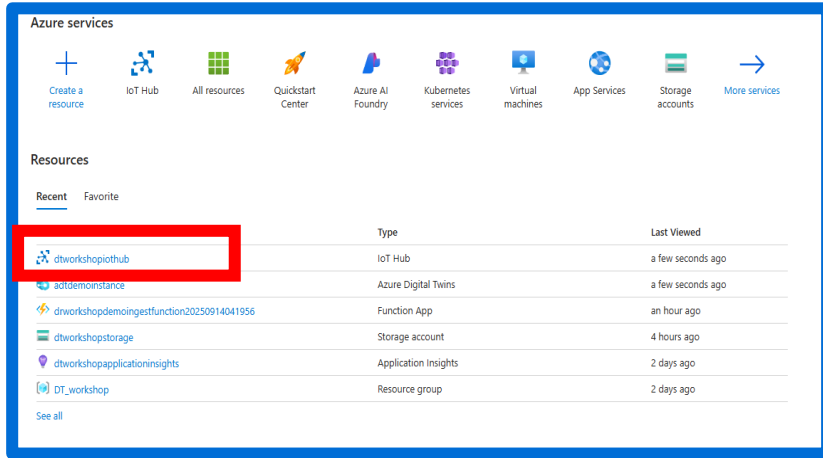 Azure services
Create a resource
IoT Hub
All resources
Quickstart Center
Azure AI Foundry
Kubernetes services
Virtual machines
App Services
Storage accounts
More services
Resources
Recent Favorite
Type Last Viewed
dtworkshopiothub IoT Hub a few seconds ago
adtdemoinstance Azure Digital Twins a few seconds ago
drworkshopdemoingestfunction20250914041956 Function App an hour ago
dtworkshopstorage Storage account 4 hours ago
dtworkshopapplicationinsights Application Insights 2 days ago
DT_workshop Resource group 2 days ago
See all